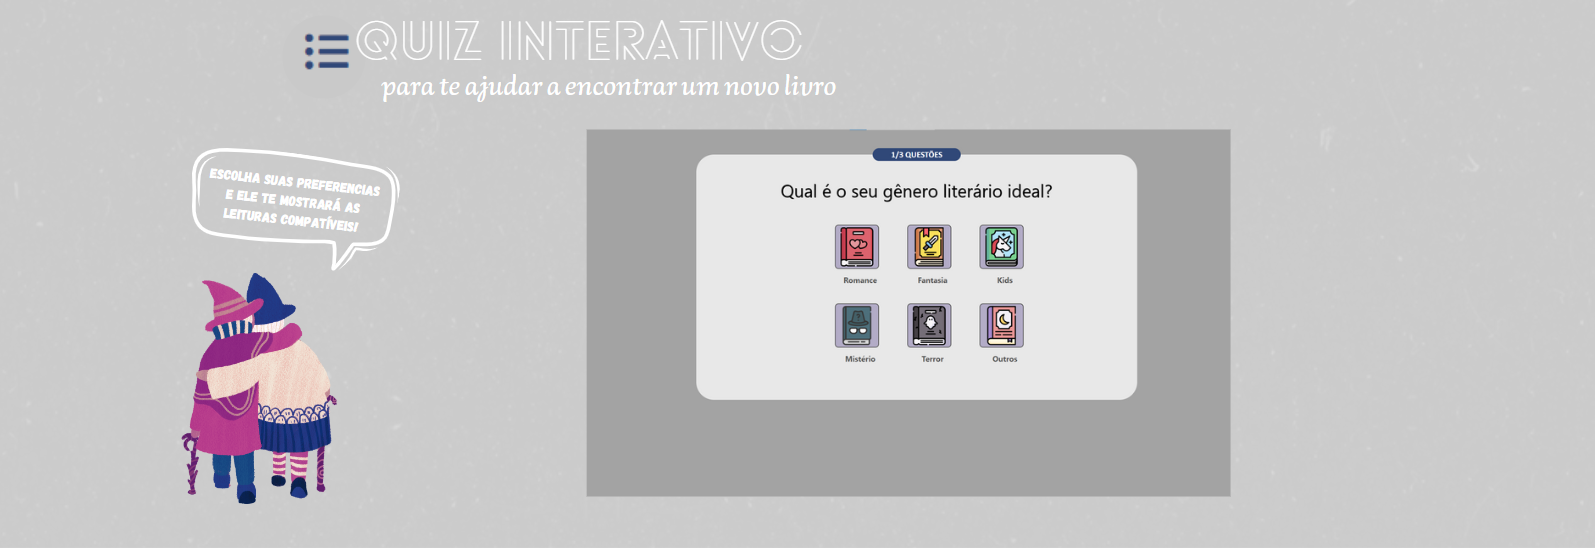 QUIZ INTERATIVO
para te ajudar a encontrar um novo livro
ESCOLHA SUAS PREFERENCIAS
E ELE TE MOSTRARÁ AS
LEITURAS COMPATÍVEIS!
1/3 QUESTÕES
Qual é o seu gênero literário ideal?
Romance
Fantasia
Kids
Mistério
Terror
Outros